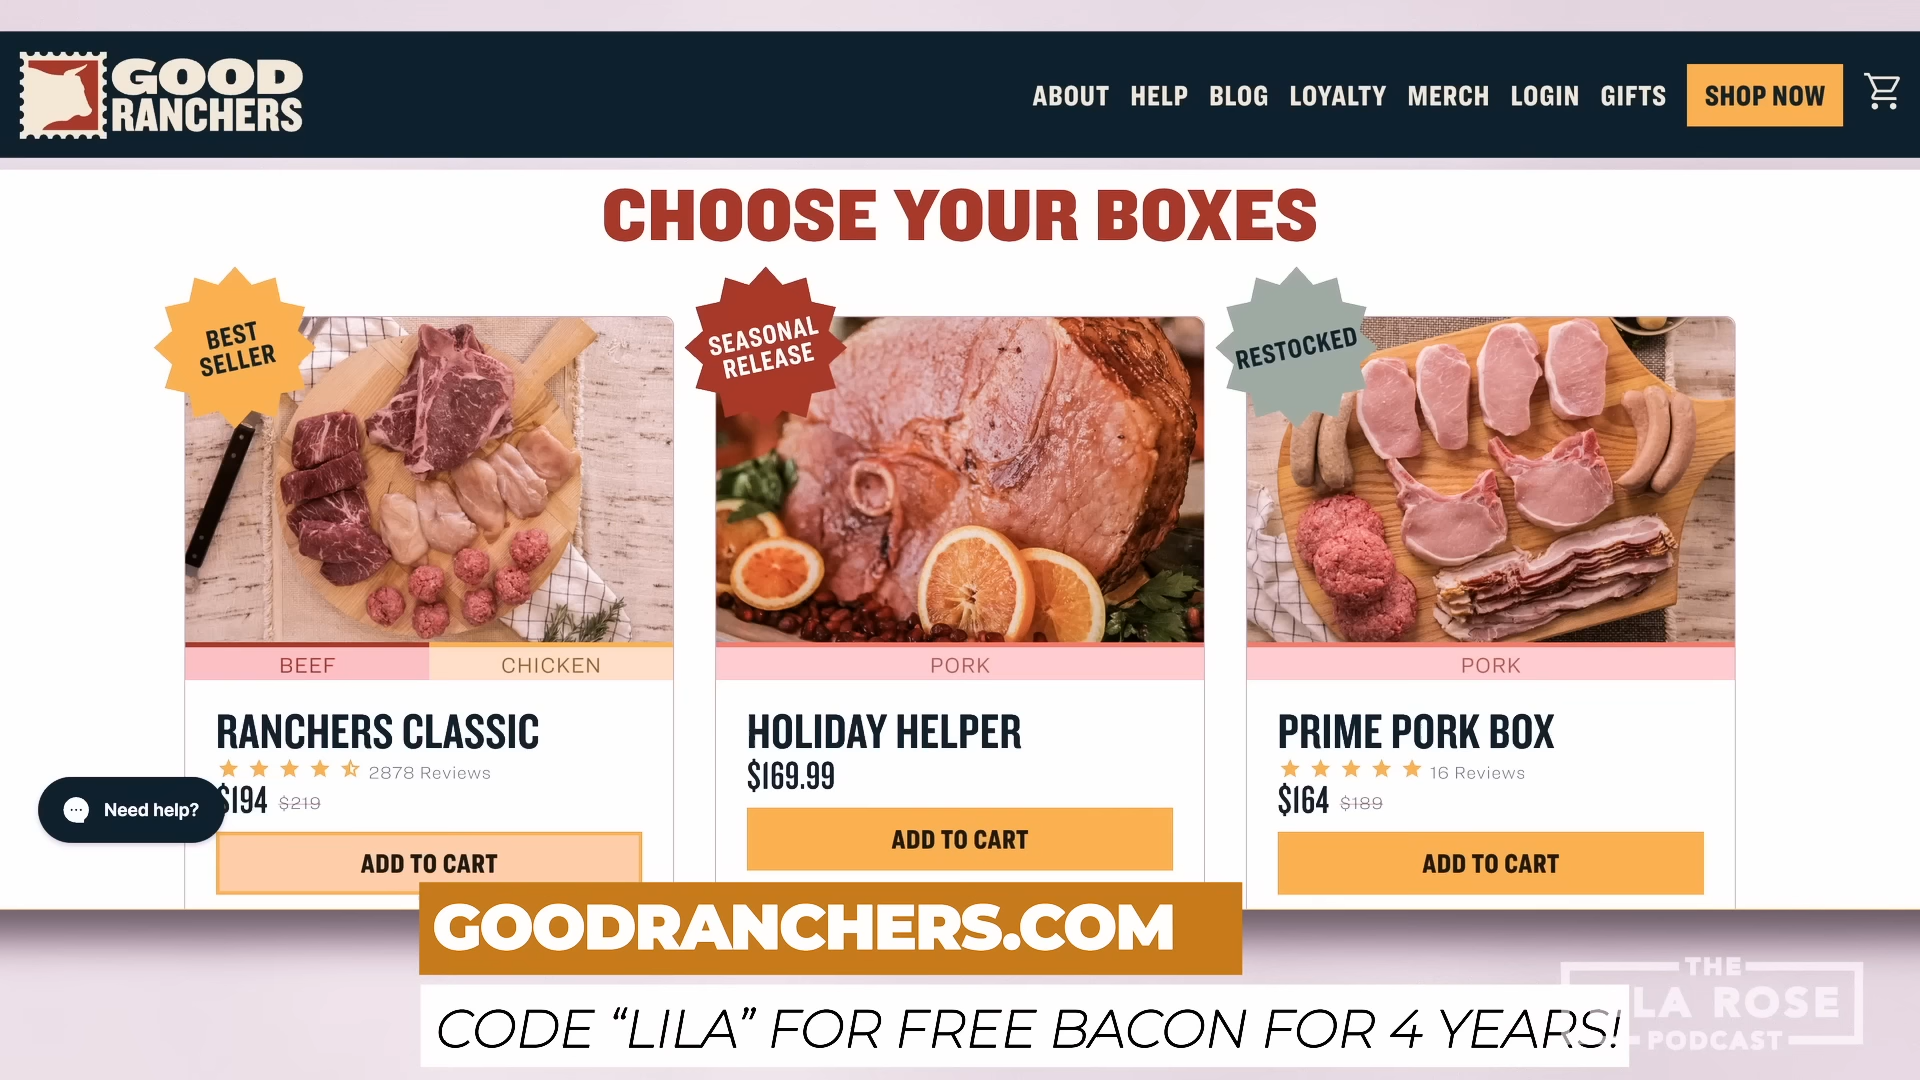 GOOD
RANCHERS
ABOUT HELP BLOG LOYALTY MERCH LOGIN GIFTS SHOP NOW
CHOOSE YOUR BOXES
BEST
SELLER
SEASONAL
RELEASE
RESTOCKED
BEEF CHICKEN
PORK
PORK
RANCHERS CLASSIC
2878 Reviews
$194 $219
ADD TO CART
HOLIDAY HELPER
$169.99
ADD TO CART
PRIME PORK BOX
16 Reviews
$164 $189
ADD TO CART
Need help?
GOODRANCHERS.COM
CODE “LILA” FOR FREE BACON FOR 4 YEARS!
THE
LA ROSE
PODCAST